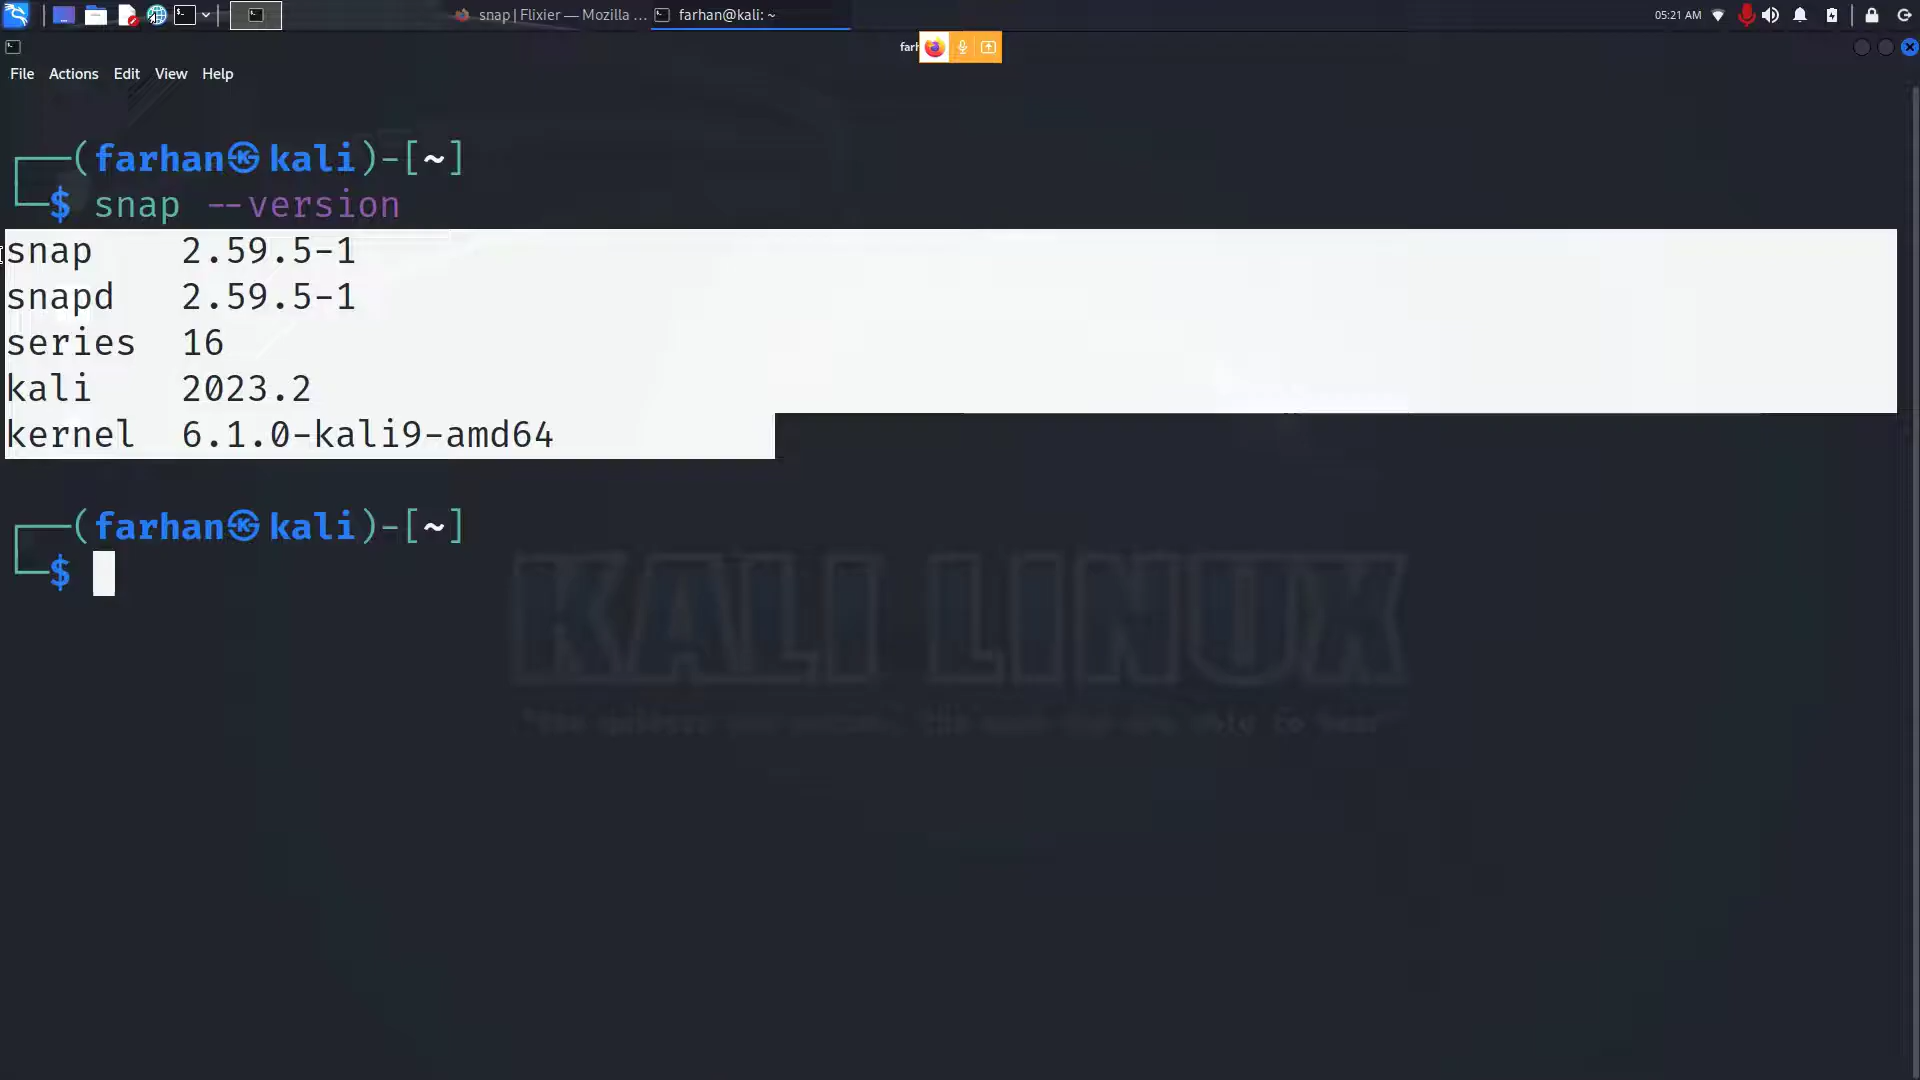 snap | Flixier — Mozilla ...
farhan@kali: ~
05:21 AM
farh
File Actions Edit View Help
(farhan㉿kali)-[~]
$ snap --version
snap 2.59.5-1
snapd 2.59.5-1
series 16
kali 2023.2
kernel 6.1.0-kali9-amd64
(farhan㉿kali)-[~]
$
KALI LINUX